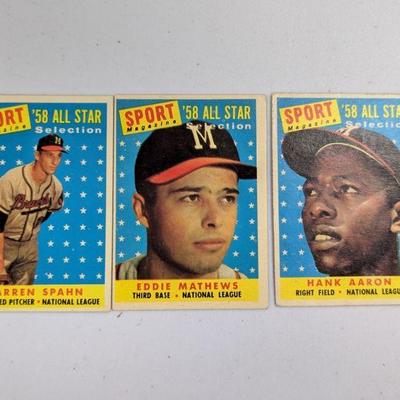 SPORT
Magazine
'58 ALL STAR
Selection
M
Braves
ARREN SPAHN
ED PITCHER • NATIONAL LEAGUE
SPORT
Magazine
'58 ALL STAR
Selection
M
EDDIE MATHEWS
THIRD BASE • NATIONAL LEAGUE
SPORT
Magazine
'58 ALL STAR
Selection
HANK AARON
RIGHT FIELD • NATIONAL LEAGUE